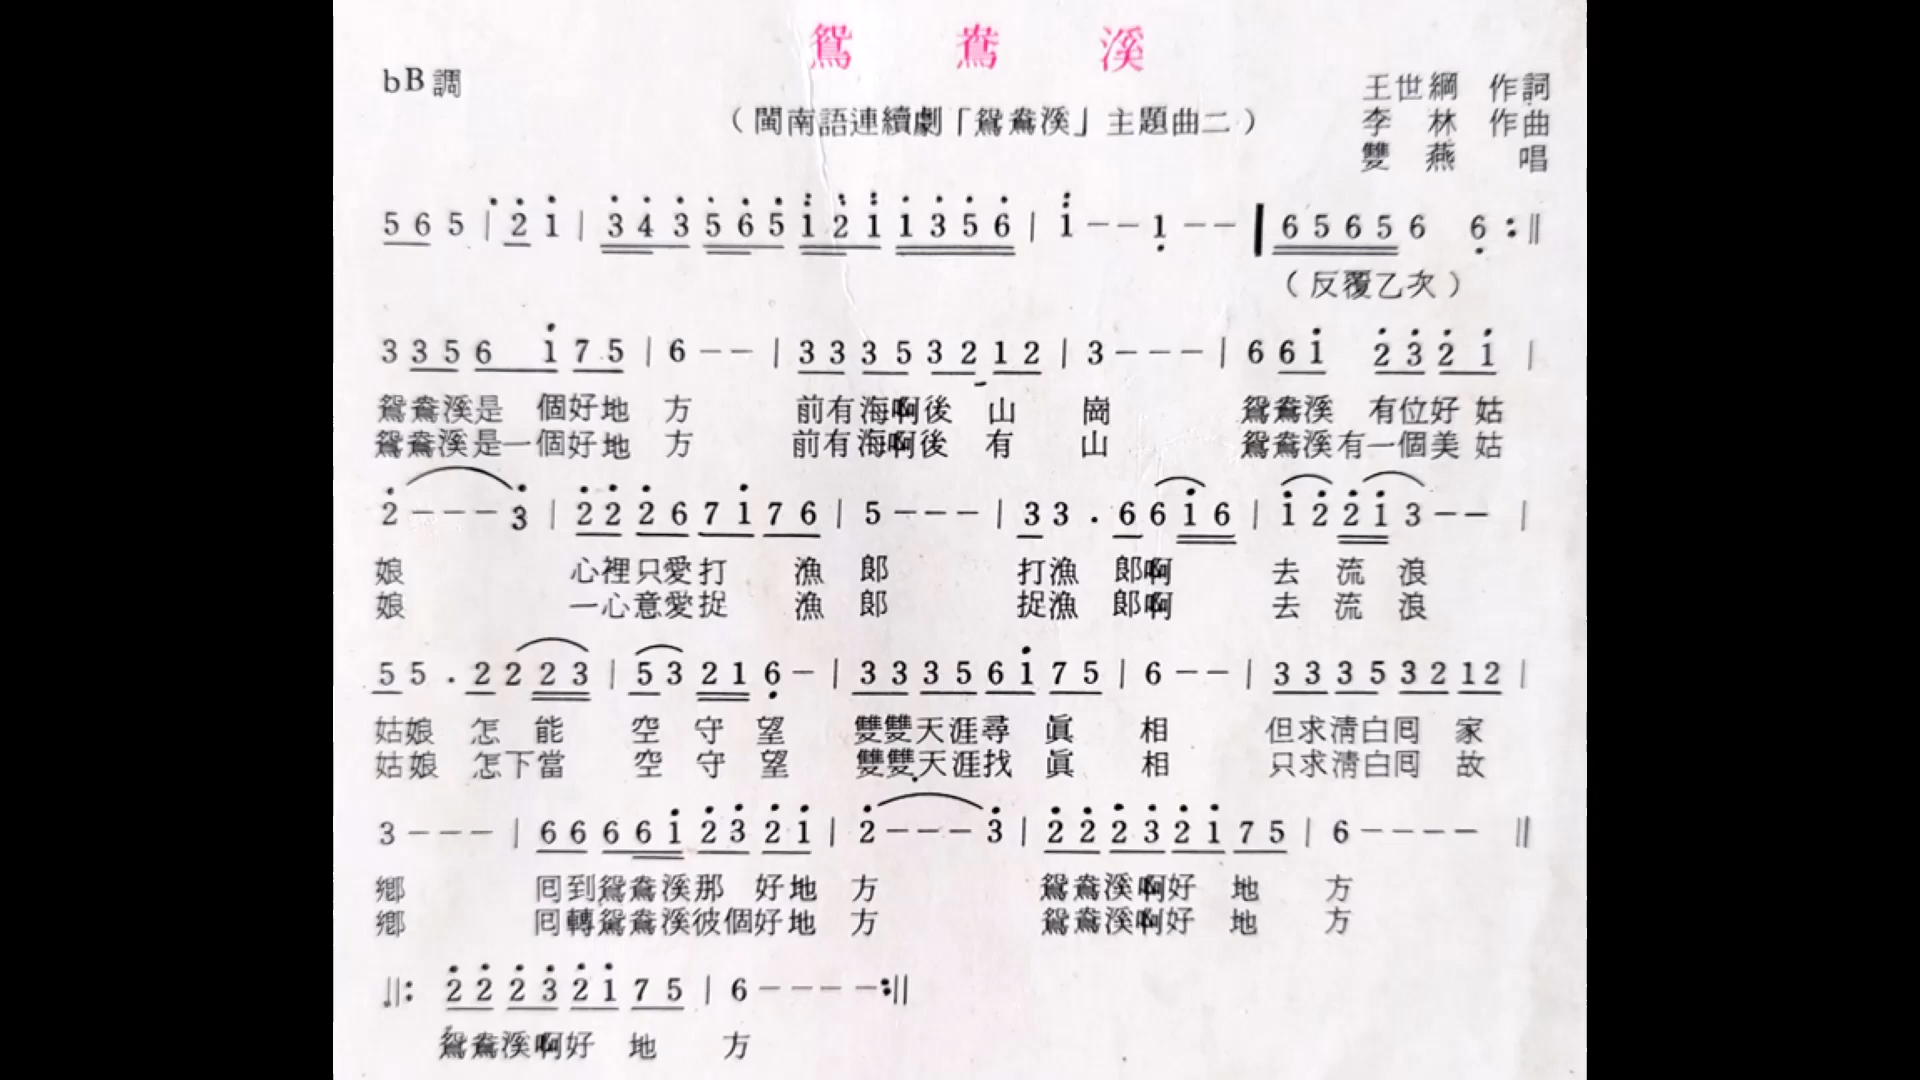 鴛鴦溪
bB調
（閩南語連續劇「鴛鴦溪」主題曲二）
王世綱 作詞
李林 作曲
雙燕 唱
5 6 5 | 2 1 | 3 4 3 5 6 5 1 2 1 1 3 5 6 | 1 – – 1 – – | 6 5 6 5 6 6 :||
（反覆乙次）
3 3 5 6 1 7 5 | 6 – – | 3 3 3 5 3 2 1 2 | 3 – – – | 6 6 1 2 3 2 1 |
鴛鴦溪是 個好地 方 前有海啊後 山 崗 鴛鴦溪 有位好 姑
鴛鴦溪是一個好地 方 前有海啊後 有 山 鴛鴦溪有一個美 姑
2 – – – 3 | 2 2 2 6 7 1 7 6 | 5 – – – | 3 3 . 6 6 1 6 | 1 2 2 1 3 – – |
娘 心裡只愛打 漁 郎 打漁 郎啊 去 流 浪
娘 一心意愛捉 漁 郎 捉漁 郎啊 去 流 浪
5 5 . 2 2 2 3 | 5 3 2 1 6 – | 3 3 3 5 6 1 7 5 | 6 – – | 3 3 3 5 3 2 1 2 |
姑娘 怎 能 空 守 望 雙雙天涯尋 眞 相 但求淸白囘 家
姑娘 怎下當 空 守 望 雙雙天涯找 眞 相 只求淸白囘 故
3 – – – | 6 6 6 6 1 2 3 2 1 | 2 – – – 3 | 2 2 2 3 2 1 7 5 | 6 – – – – ||
鄉 囘到鴛鴦溪那 好地 方 鴛鴦溪啊好 地 方
鄉 囘轉鴛鴦溪彼個好地 方 鴛鴦溪啊好 地 方
||: 2 2 2 3 2 1 7 5 | 6 – – – – :||
鴛鴦溪啊好 地 方